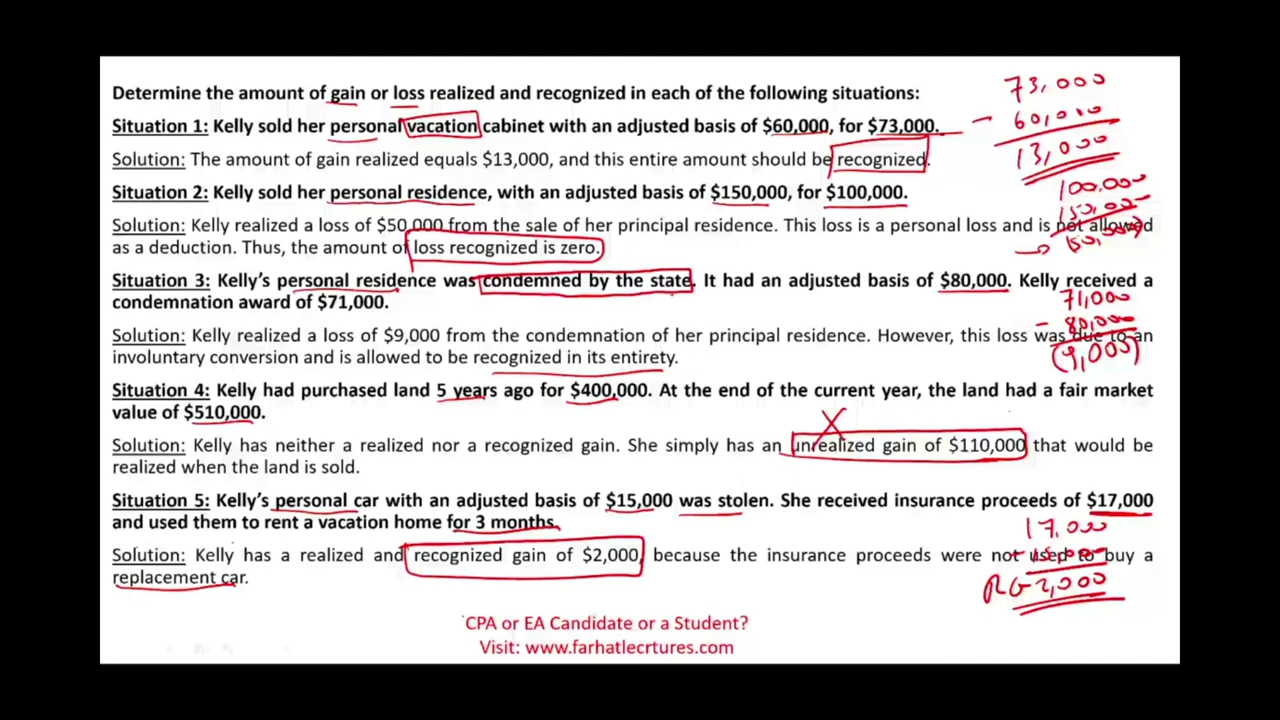 Determine the amount of gain or loss realized and recognized in each of the following situations:
Situation 1: Kelly sold her personal vacation cabinet with an adjusted basis of $60,000, for $73,000.
Solution: The amount of gain realized equals $13,000, and this entire amount should be recognized.
Situation 2: Kelly sold her personal residence, with an adjusted basis of $150,000, for $100,000.
Solution: Kelly realized a loss of $50,000 from the sale of her principal residence. This loss is a personal loss and is not allowed
as a deduction. Thus, the amount of loss recognized is zero.
Situation 3: Kelly's personal residence was condemned by the state. It had an adjusted basis of $80,000. Kelly received a
condemnation award of $71,000.
Solution: Kelly realized a loss of $9,000 from the condemnation of her principal residence. However, this loss was due to an
involuntary conversion and is allowed to be recognized in its entirety.
Situation 4: Kelly had purchased land 5 years ago for $400,000. At the end of the current year, the land had a fair market
value of $510,000.
Solution: Kelly has neither a realized nor a recognized gain. She simply has an unrealized gain of $110,000 that would be
realized when the land is sold.
Situation 5: Kelly's personal car with an adjusted basis of $15,000 was stolen. She received insurance proceeds of $17,000
and used them to rent a vacation home for 3 months.
Solution: Kelly has a realized and recognized gain of $2,000, because the insurance proceeds were not used to buy a
replacement car.
CPA or EA Candidate or a Student?
Visit: www.farhatlecrtures.com
73,000
- 60,000
13,000
100.000
71,000
- 80,000
(9,000)
17,000
RG 2,000